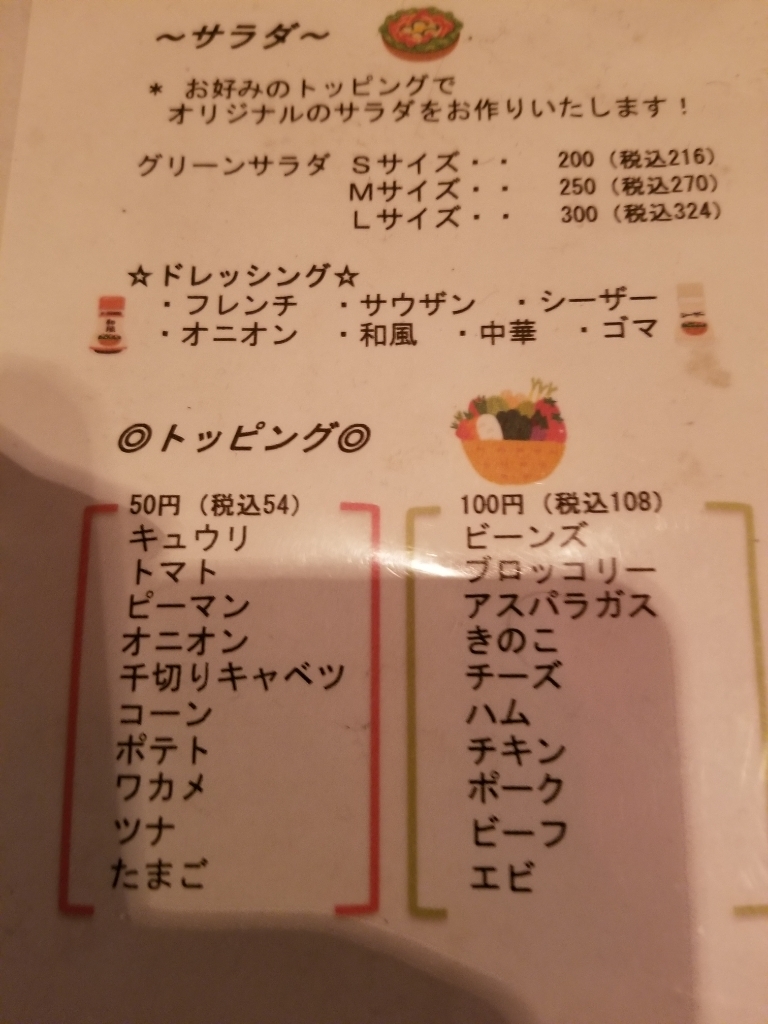 ～サラダ～
* お好みのトッピングで
オリジナルのサラダをお作りいたします！
グリーンサラダ Ｓサイズ・・ 200（税込216）
Ｍサイズ・・ 250（税込270）
Ｌサイズ・・ 300（税込324）
☆ドレッシング☆
・フレンチ ・サウザン ・シーザー
・オニオン ・和風 ・中華 ・ゴマ
◎トッピング◎
50円（税込54）
キュウリ
トマト
ピーマン
オニオン
千切りキャベツ
コーン
ポテト
ワカメ
ツナ
たまご
100円（税込108）
ビーンズ
ブロッコリー
アスパラガス
きのこ
チーズ
ハム
チキン
ポーク
ビーフ
エビ